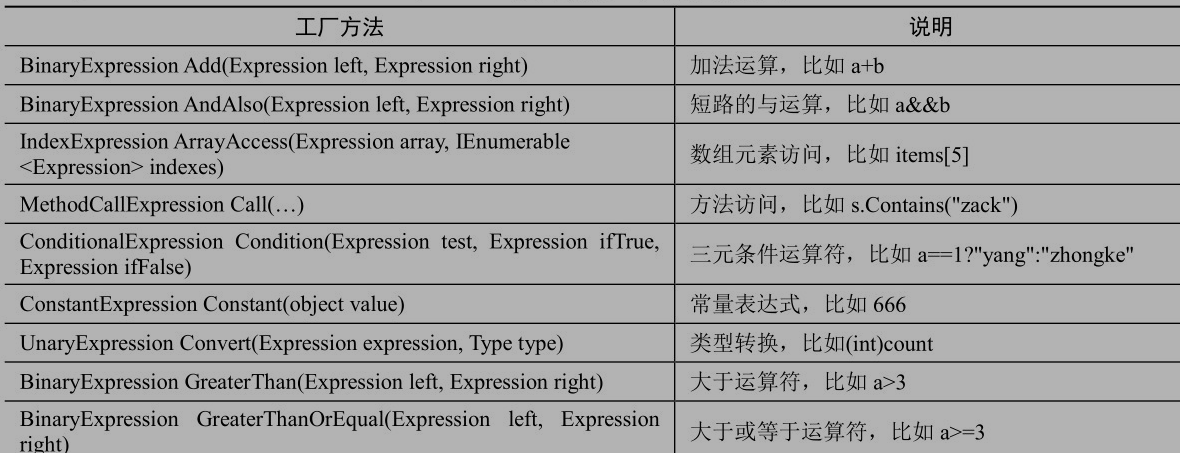 工厂方法
说明
BinaryExpression Add(Expression left, Expression right)
加法运算，比如 a+b
BinaryExpression AndAlso(Expression left, Expression right)
短路的与运算，比如 a&&b
IndexExpression ArrayAccess(Expression array, IEnumerable
<Expression> indexes)
数组元素访问，比如 items[5]
MethodCallExpression Call(…)
方法访问，比如 s.Contains("zack")
ConditionalExpression Condition(Expression test, Expression ifTrue,
Expression ifFalse)
三元条件运算符，比如 a==1?"yang":"zhongke"
ConstantExpression Constant(object value)
常量表达式，比如 666
UnaryExpression Convert(Expression expression, Type type)
类型转换，比如(int)count
BinaryExpression GreaterThan(Expression left, Expression right)
大于运算符，比如 a>3
BinaryExpression GreaterThanOrEqual(Expression left, Expression
right)
大于或等于运算符，比如 a>=3